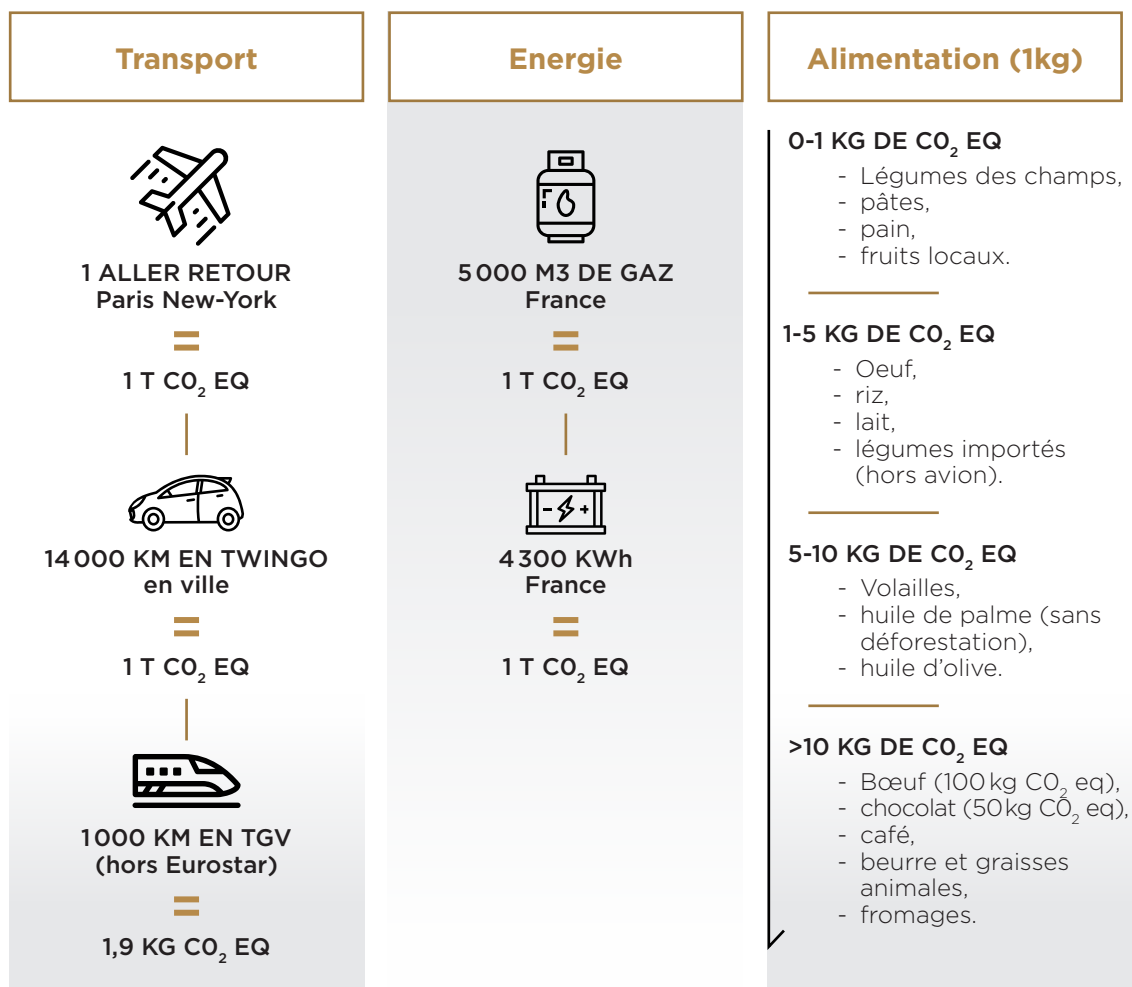 Transport
1 ALLER RETOUR
Paris New-York
=
1 T C0₂ EQ
14 000 KM EN TWINGO
en ville
=
1 T C0₂ EQ
1 000 KM EN TGV
(hors Eurostar)
=
1,9 KG C0₂ EQ
Energie
5 000 M3 DE GAZ
France
=
1 T C0₂ EQ
- +
4 300 KWh
France
=
1 T C0₂ EQ
Alimentation (1kg)
0-1 KG DE C0₂ EQ
- Légumes des champs,
- pâtes,
- pain,
- fruits locaux.
1-5 KG DE C0₂ EQ
- Oeuf,
- riz,
- lait,
- légumes importés
(hors avion).
5-10 KG DE C0₂ EQ
- Volailles,
- huile de palme (sans
déforestation),
- huile d'olive.
>10 KG DE C0₂ EQ
- Bœuf (100 kg C0₂ eq),
- chocolat (50 kg C0₂ eq),
- café,
- beurre et graisses
animales,
- fromages.